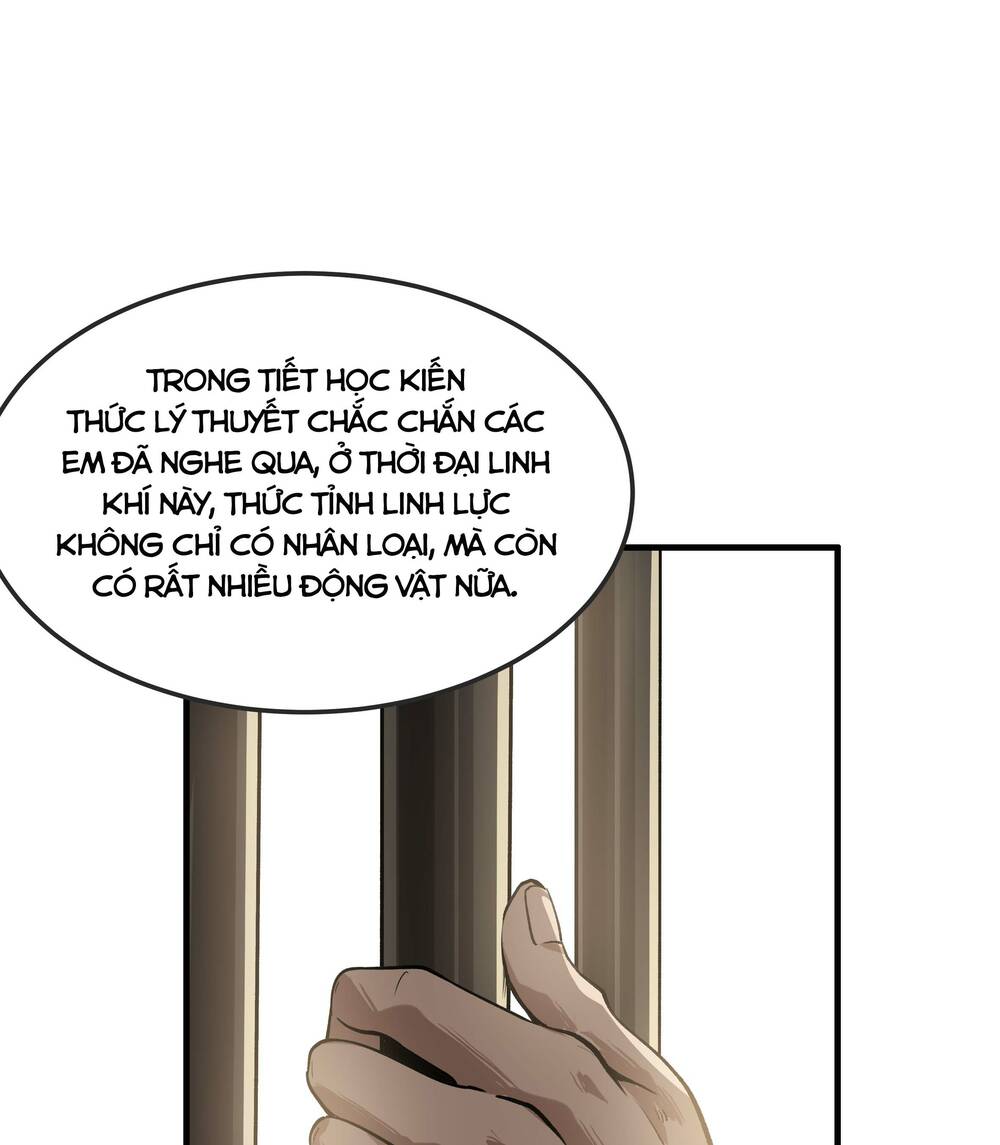 TRONG TIẾT HỌC KIẾN
THỨC LÝ THUYẾT CHẮC CHẮN CÁC
EM ĐÃ NGHE QUA, Ở THỜI ĐẠI LINH
KHÍ NÀY, THỨC TỈNH LINH LỰC
KHÔNG CHỈ CÓ NHÂN LOẠI, MÀ CÒN
CÓ RẤT NHIỀU ĐỘNG VẬT NỮA.